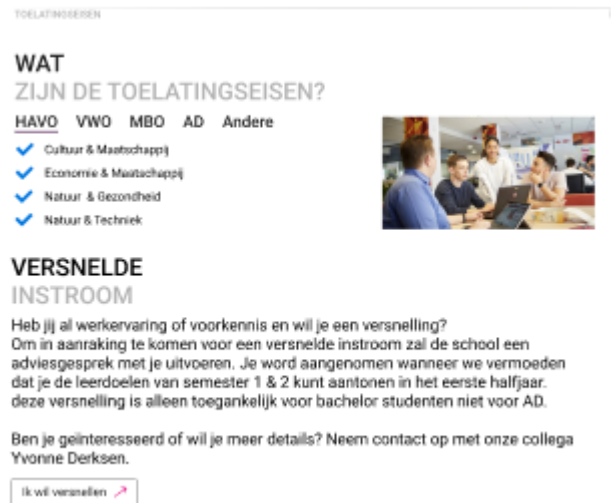 TOELATINGSEISEN
WAT
ZIJN DE TOELATINGSEISEN?
HAVO VWO MBO AD Andere
Cultuur & Maatschappij
Economie & Maatschappij
Natuur & Gezondheid
Natuur & Techniek
VERSNELDE
INSTROOM
Heb jij al werkervaring of voorkennis en wil je een versnelling?
Om in aanraking te komen voor een versnelde instroom zal de school een
adviesgesprek met je uitvoeren. Je word aangenomen wanneer we vermoeden
dat je de leerdoelen van semester 1 & 2 kunt aantonen in het eerste halfjaar.
deze versnelling is alleen toegankelijk voor bachelor studenten niet voor AD.
Ben je geïnteresseerd of wil je meer details? Neem contact op met onze collega
Yvonne Derksen.
Ik wil versnellen